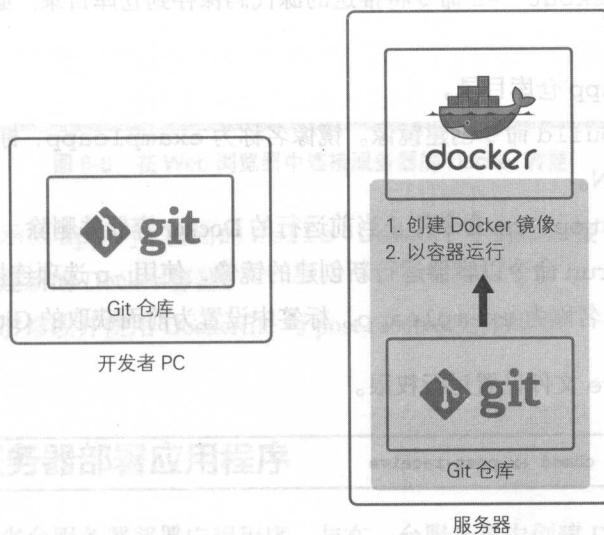 git
Git 仓库
开发者 PC
docker
1. 创建 Docker 镜像
2. 以容器运行
git
Git 仓库
服务器